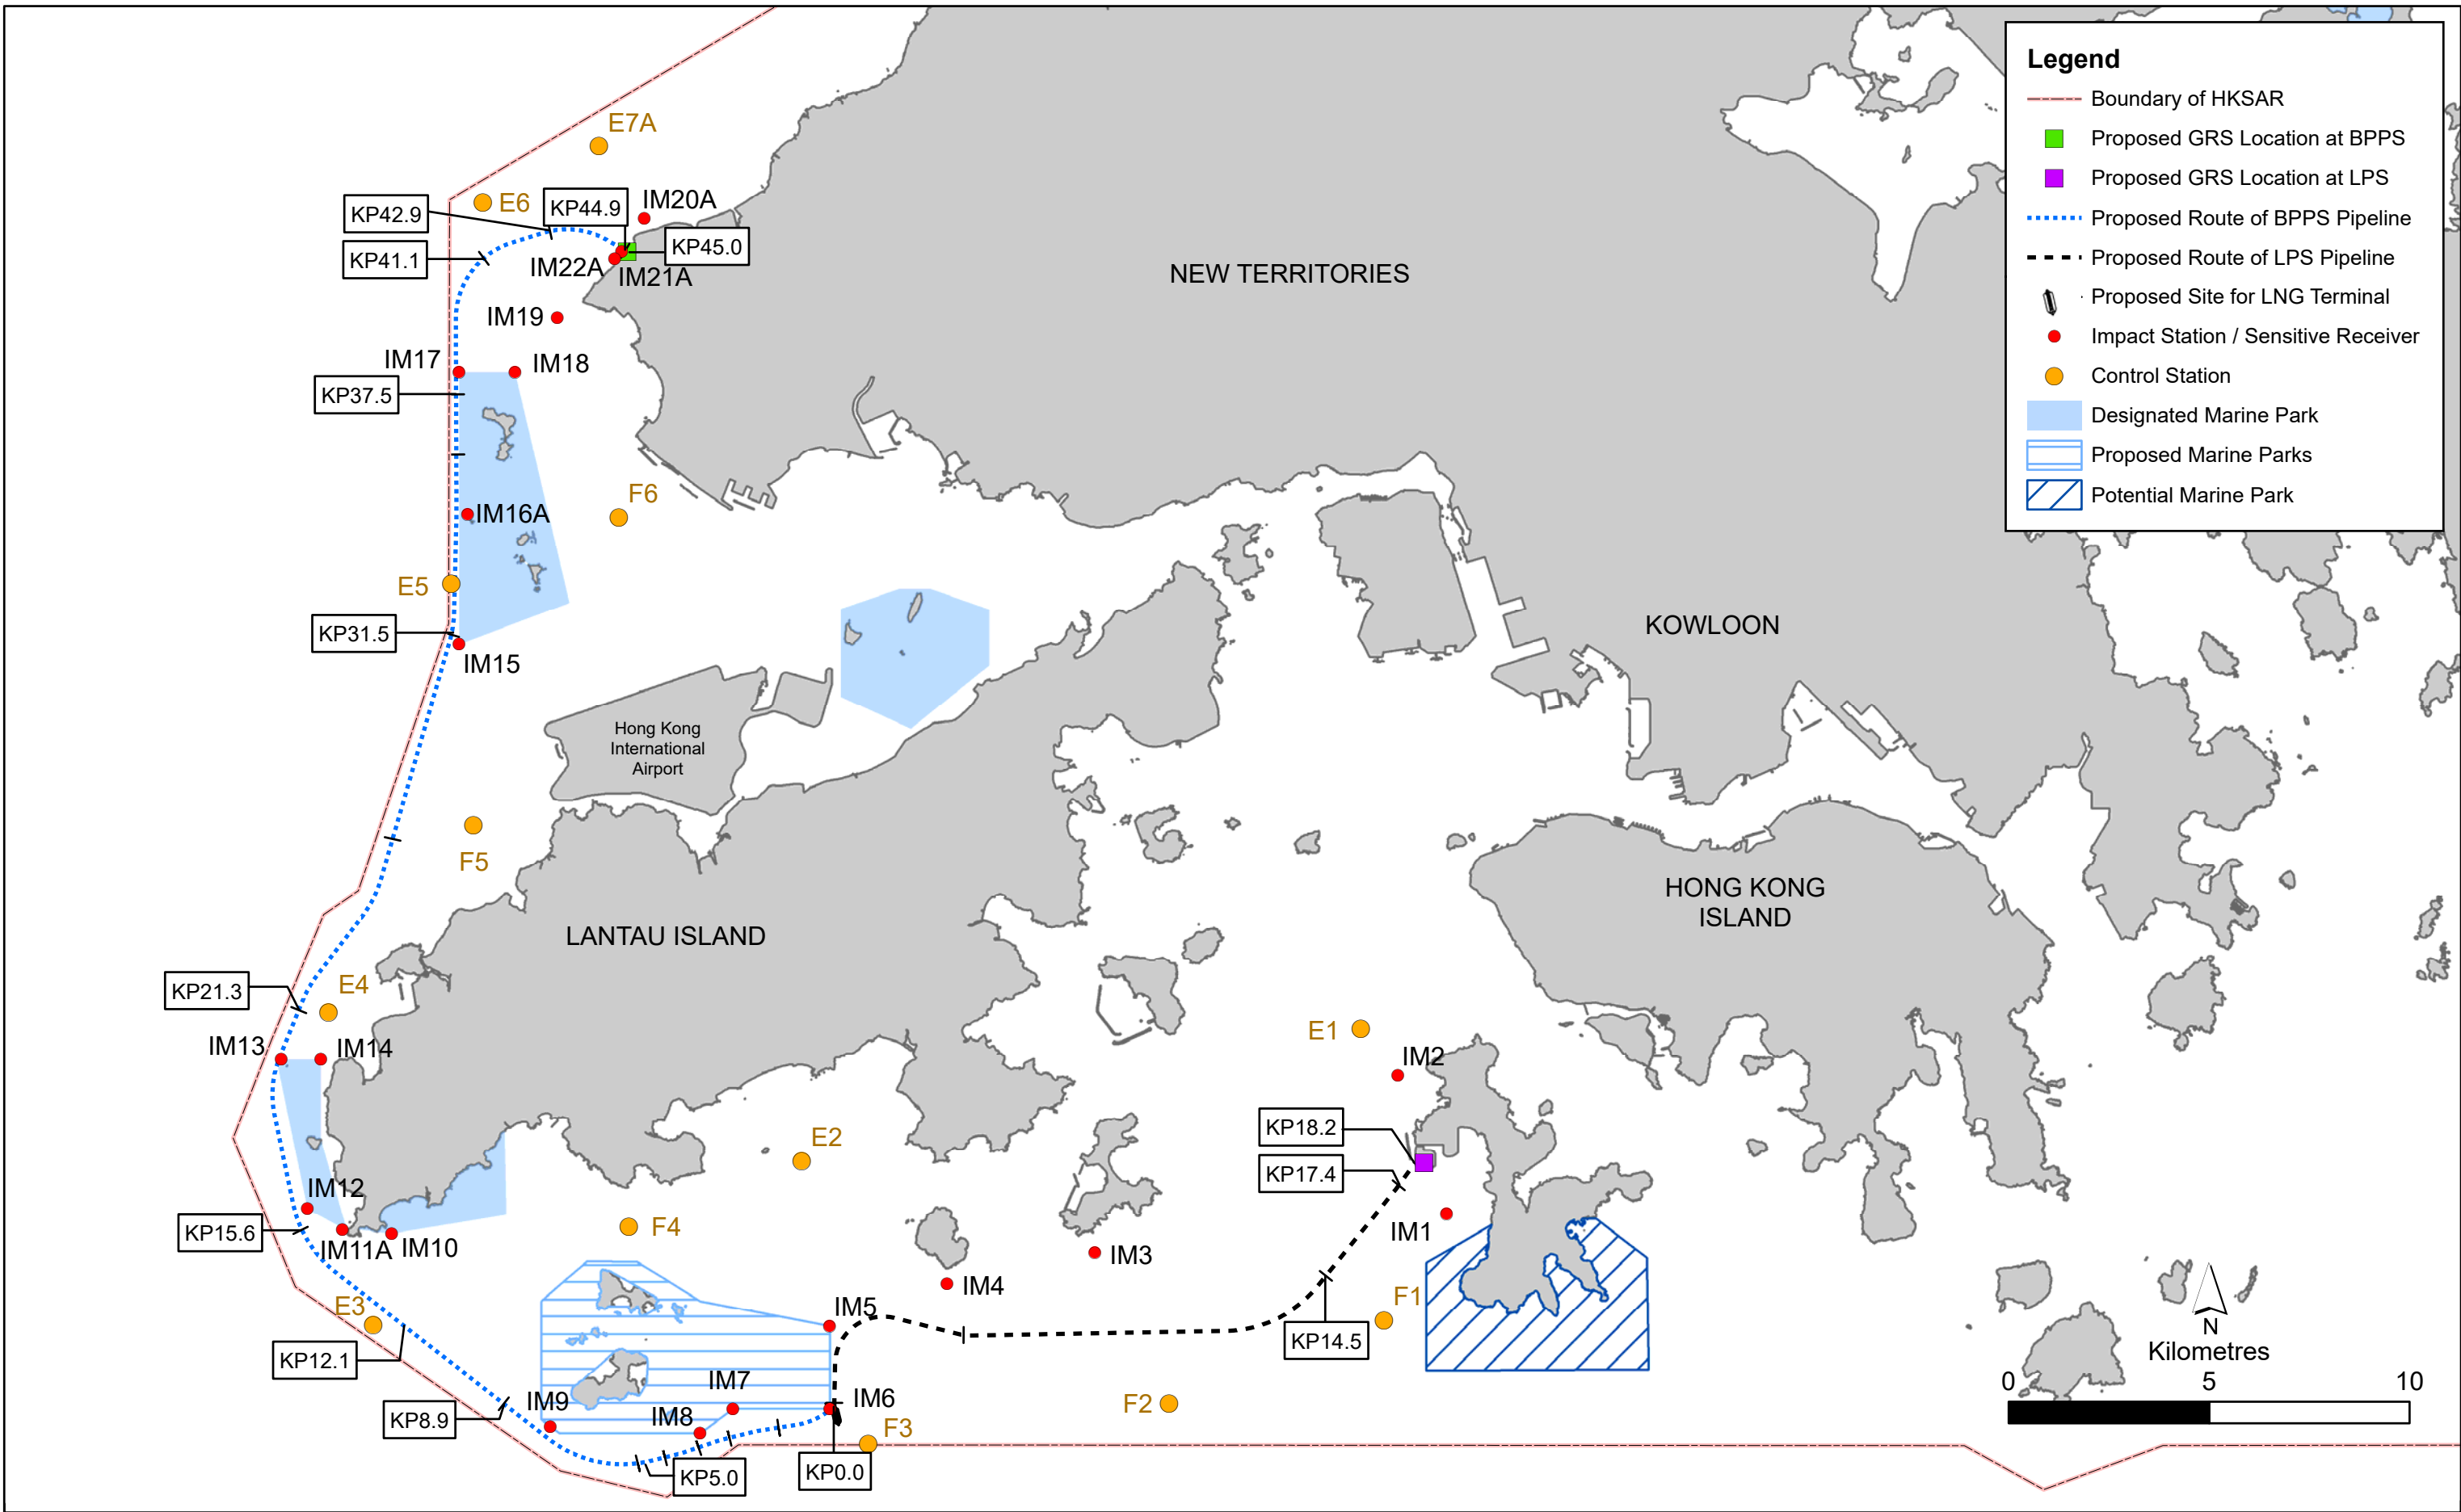 Legend
Boundary of HKSAR
Proposed GRS Location at BPPS
Proposed GRS Location at LPS
Proposed Route of BPPS Pipeline
Proposed Route of LPS Pipeline
Proposed Site for LNG Terminal
Impact Station / Sensitive Receiver
Control Station
Designated Marine Park
Proposed Marine Parks
Potential Marine Park
E7A
E6
KP42.9
KP44.9
IM20A
KP41.1
KP45.0
IM22A
IM21A
NEW TERRITORIES
IM19
IM17
IM18
KP37.5
F6
IM16A
E5
KP31.5
IM15
KOWLOON
Hong Kong
International
Airport
F5
HONG KONG
ISLAND
LANTAU ISLAND
KP21.3
E4
IM13
IM14
E1
IM2
KP18.2
E2
KP17.4
IM12
KP15.6
IM11A
IM10
F4
IM1
IM3
IM4
E3
IM5
F1
KP14.5
KP12.1
N
Kilometres
0
5
10
IM7
IM9
IM8
IM6
F2
KP8.9
F3
KP5.0
KP0.0